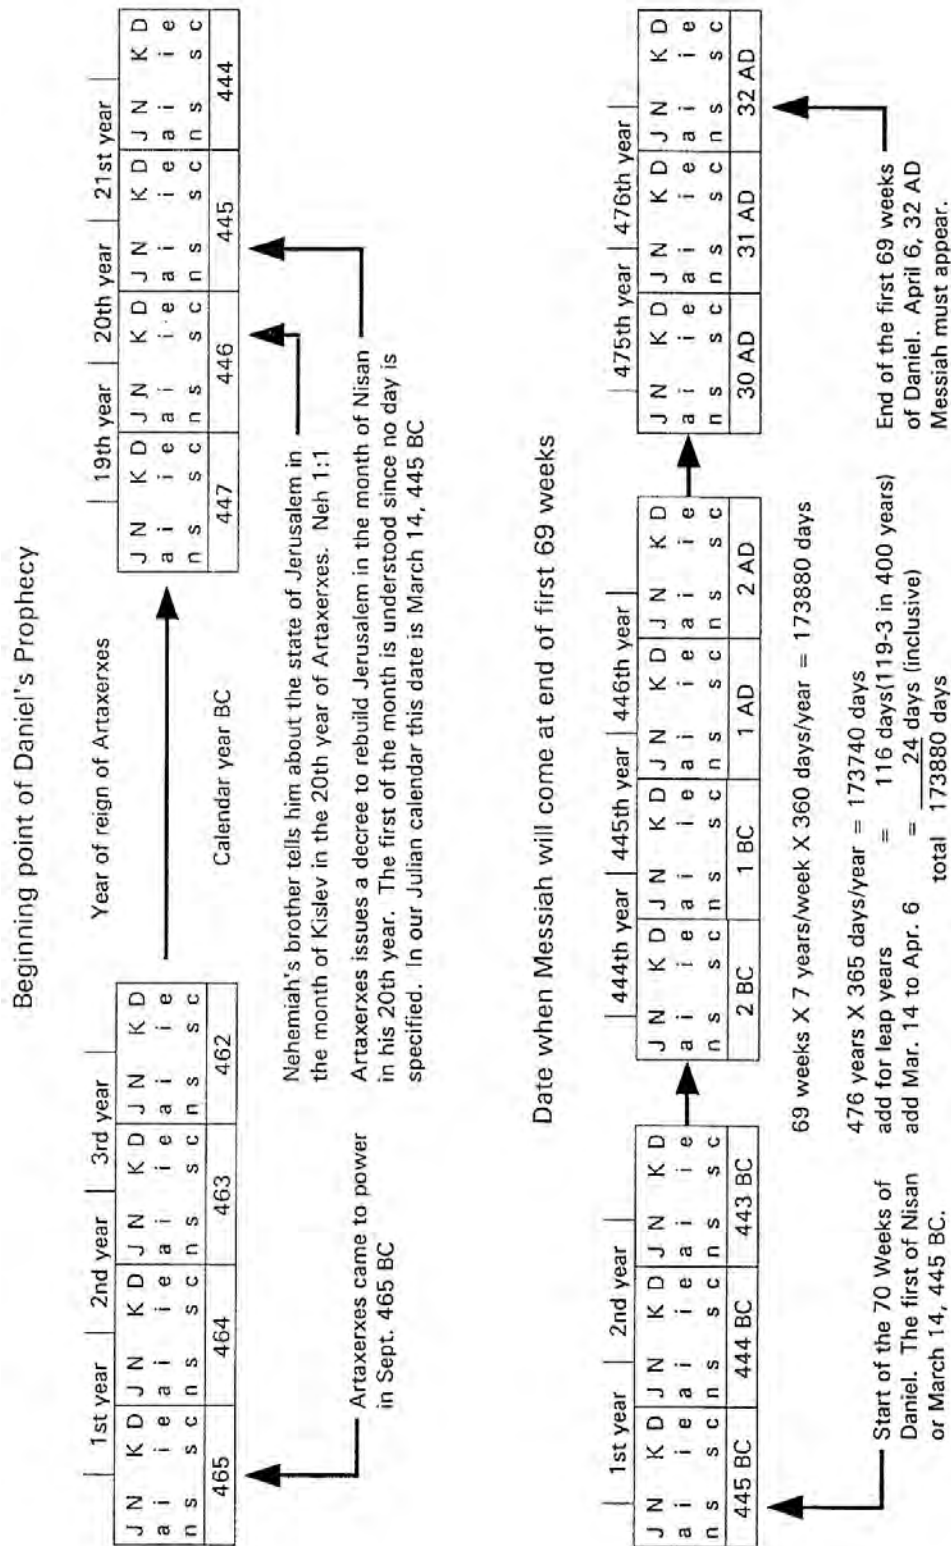 Beginning point of Daniel's Prophecy
Year of reign of Artaxerxes
1st year | 2nd year | 3rd year
19th year | 20th year | 21st year
J N K D J N K D J N K D J N K D
a i i e a i i e a i i e a i i e
n s s c n s s c n s s c n s s c
465 464 463 462
J N K D J N K D J N K D J N K D
a i i e a i i e a i i e a i i e
n s s c n s s c n s s c n s s c
447 446 445 444
Calendar year BC
Artaxerxes came to power
in Sept. 465 BC
Nehemiah's brother tells him about the state of Jerusalem in
the month of Kislev in the 20th year of Artaxerxes. Neh 1:1
Artaxerxes issues a decree to rebuild Jerusalem in the month of Nisan
in his 20th year. The first of the month is understood since no day is
specified. In our Julian calendar this date is March 14, 445 BC
Date when Messiah will come at end of first 69 weeks
1st year | 2nd year
444th year | 445th year | 446th year
475th year | 476th year
J N K D J N K D J N K D
a i i e a i i e a i i e
n s s c n s s c n s s c
445 BC 444 BC 443 BC
J N K D J N K D J N K D J N K D
a i i e a i i e a i i e a i i e
n s s c n s s c n s s c n s s c
2 BC 1 BC 1 AD 2 AD
J N K D J N K D J N K D
a i i e a i i e a i i e
n s s c n s s c n s s c
30 AD 31 AD 32 AD
Start of the 70 Weeks of
Daniel. The first of Nisan
or March 14, 445 BC.
69 weeks X 7 years/week X 360 days/year = 173880 days
476 years X 365 days/year = 173740 days
add for leap years = 116 days(119-3 in 400 years)
add Mar. 14 to Apr. 6 = 24 days (inclusive)
total 173880 days
End of the first 69 weeks
of Daniel. April 6, 32 AD
Messiah must appear.